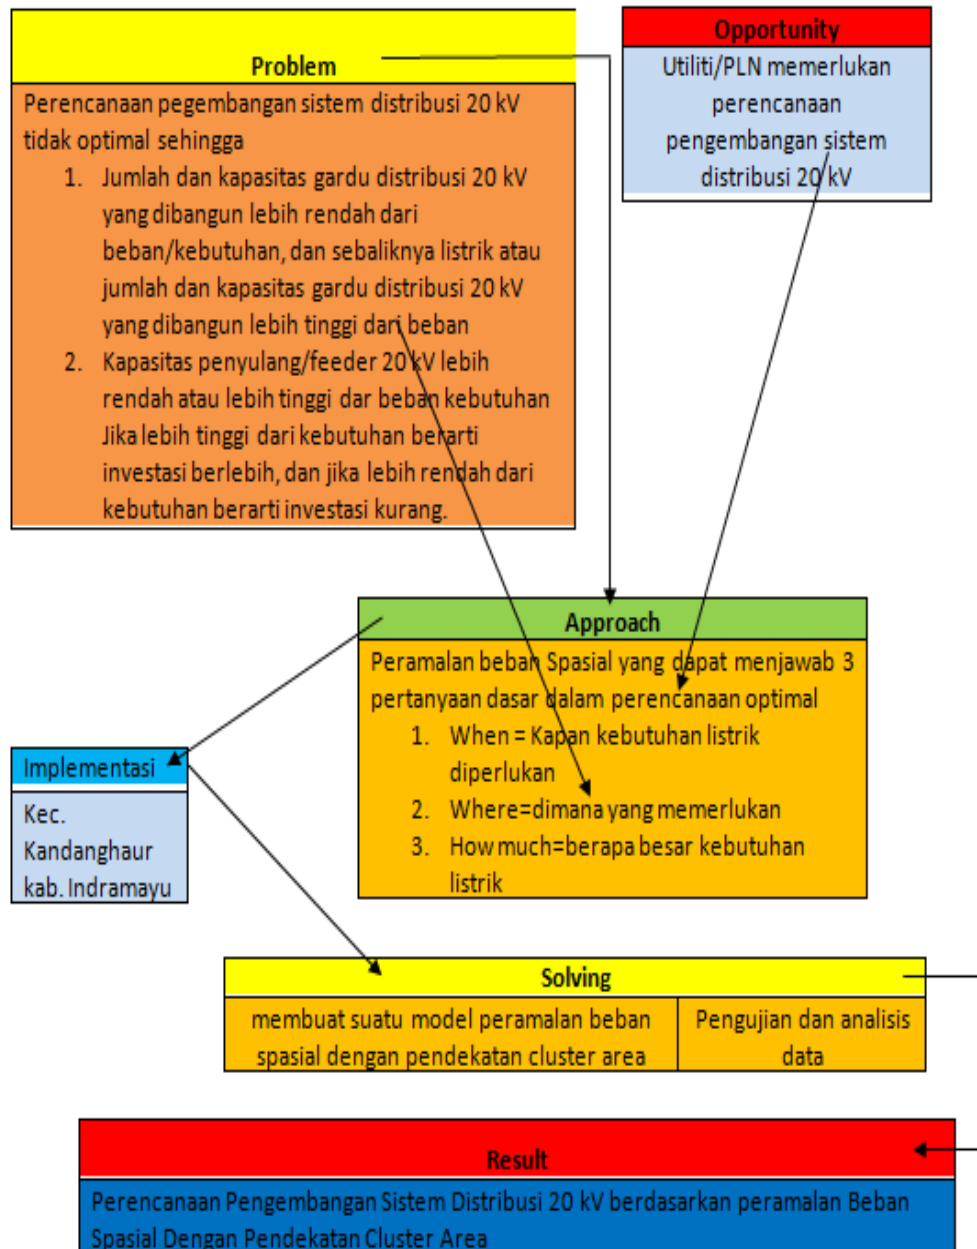 Problem
Perencanaan pegembangan sistem distribusi 20 kV
tidak optimal sehingga
1. Jumlah dan kapasitas gardu distribusi 20 kV
yang dibangun lebih rendah dari
beban/kebutuhan, dan sebaliknya listrik atau
jumlah dan kapasitas gardu distribusi 20 kV
yang dibangun lebih tinggi dari beban
2. Kapasitas penyulang/feeder 20 kV lebih
rendah atau lebih tinggi dar beban kebutuhan
Jika lebih tinggi dari kebutuhan berarti
investasi berlebih, dan jika lebih rendah dari
kebutuhan berarti investasi kurang.
Opportunity
Utiliti/PLN memerlukan
perencanaan
pengembangan sistem
distribusi 20 kV
Approach
Peramalan beban Spasial yang dapat menjawab 3
pertanyaan dasar dalam perencanaan optimal
1. When = Kapan kebutuhan listrik
diperlukan
2. Where=dimana yang memerlukan
3. How much=berapa besar kebutuhan
listrik
Implementasi
Kec.
Kandanghaur
kab. Indramayu
Solving
membuat suatu model peramalan beban
spasial dengan pendekatan cluster area
Pengujian dan analisis
data
Result
Perencanaan Pengembangan Sistem Distribusi 20 kV berdasarkan peramalan Beban
Spasial Dengan Pendekatan Cluster Area